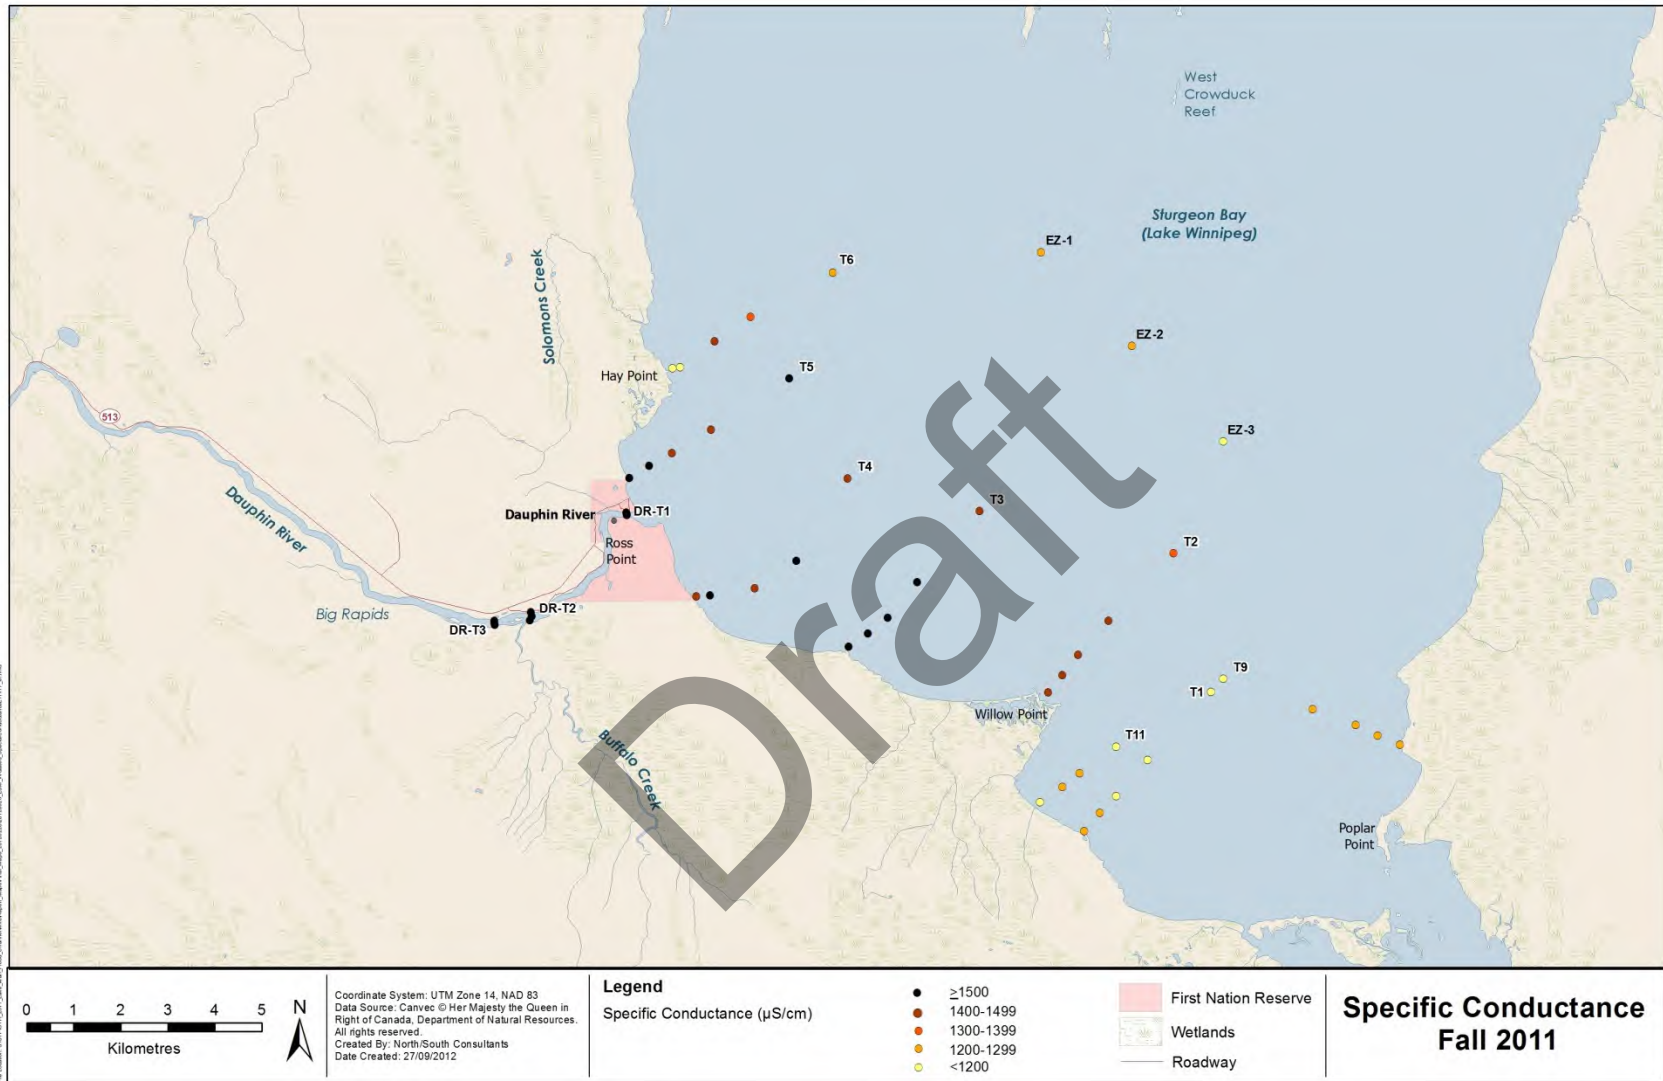 West
Crowduck
Reef
Sturgeon Bay
(Lake Winnipeg)
EZ-1
T6
Solomons Creek
EZ-2
Hay Point
T5
513
EZ-3
T4
Dauphin River
T3
Dauphin River
DR-T1
Ross
Point
T2
Big Rapids
DR-T2
DR-T3
T9
T1
Willow Point
T11
Buffalo Creek
Poplar
Point
Draft
0 1 2 3 4 5
Kilometres
N
Coordinate System: UTM Zone 14, NAD 83
Data Source: Canvec © Her Majesty the Queen in
Right of Canada, Department of Natural Resources.
All rights reserved.
Created By: North/South Consultants
Date Created: 27/09/2012
Legend
Specific Conductance (µS/cm)
≥1500
1400-1499
1300-1399
1200-1299
<1200
First Nation Reserve
Wetlands
Roadway
Specific Conductance
Fall 2011